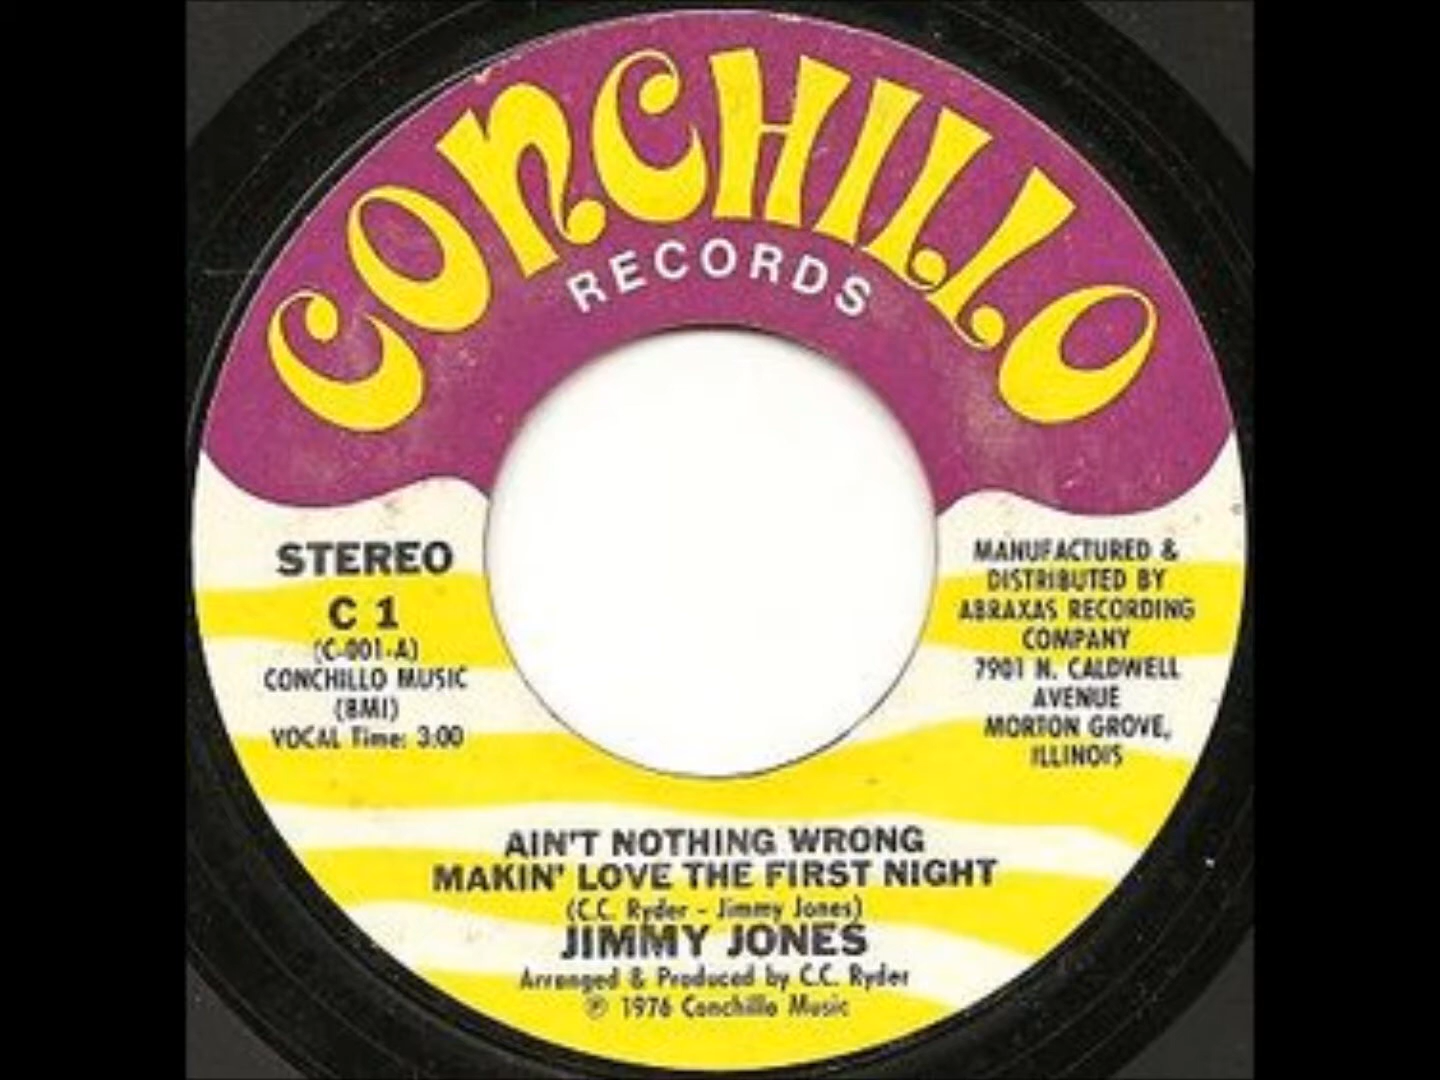 CONCHILLO
RECORDS
STEREO
C 1
(C-001-A)
CONCHILLO MUSIC
(BMI)
VOCAL Time: 3:00
MANUFACTURED &
DISTRIBUTED BY
ABRAXAS RECORDING
COMPANY
7901 N. CALDWELL
AVENUE
MORTON GROVE,
ILLINOIS
AIN'T NOTHING WRONG
MAKIN' LOVE THE FIRST NIGHT
(C.C. Ryder - Jimmy Jones)
JIMMY JONES
Arranged & Produced by C.C. Ryder
℗ 1976 Conchillo Music